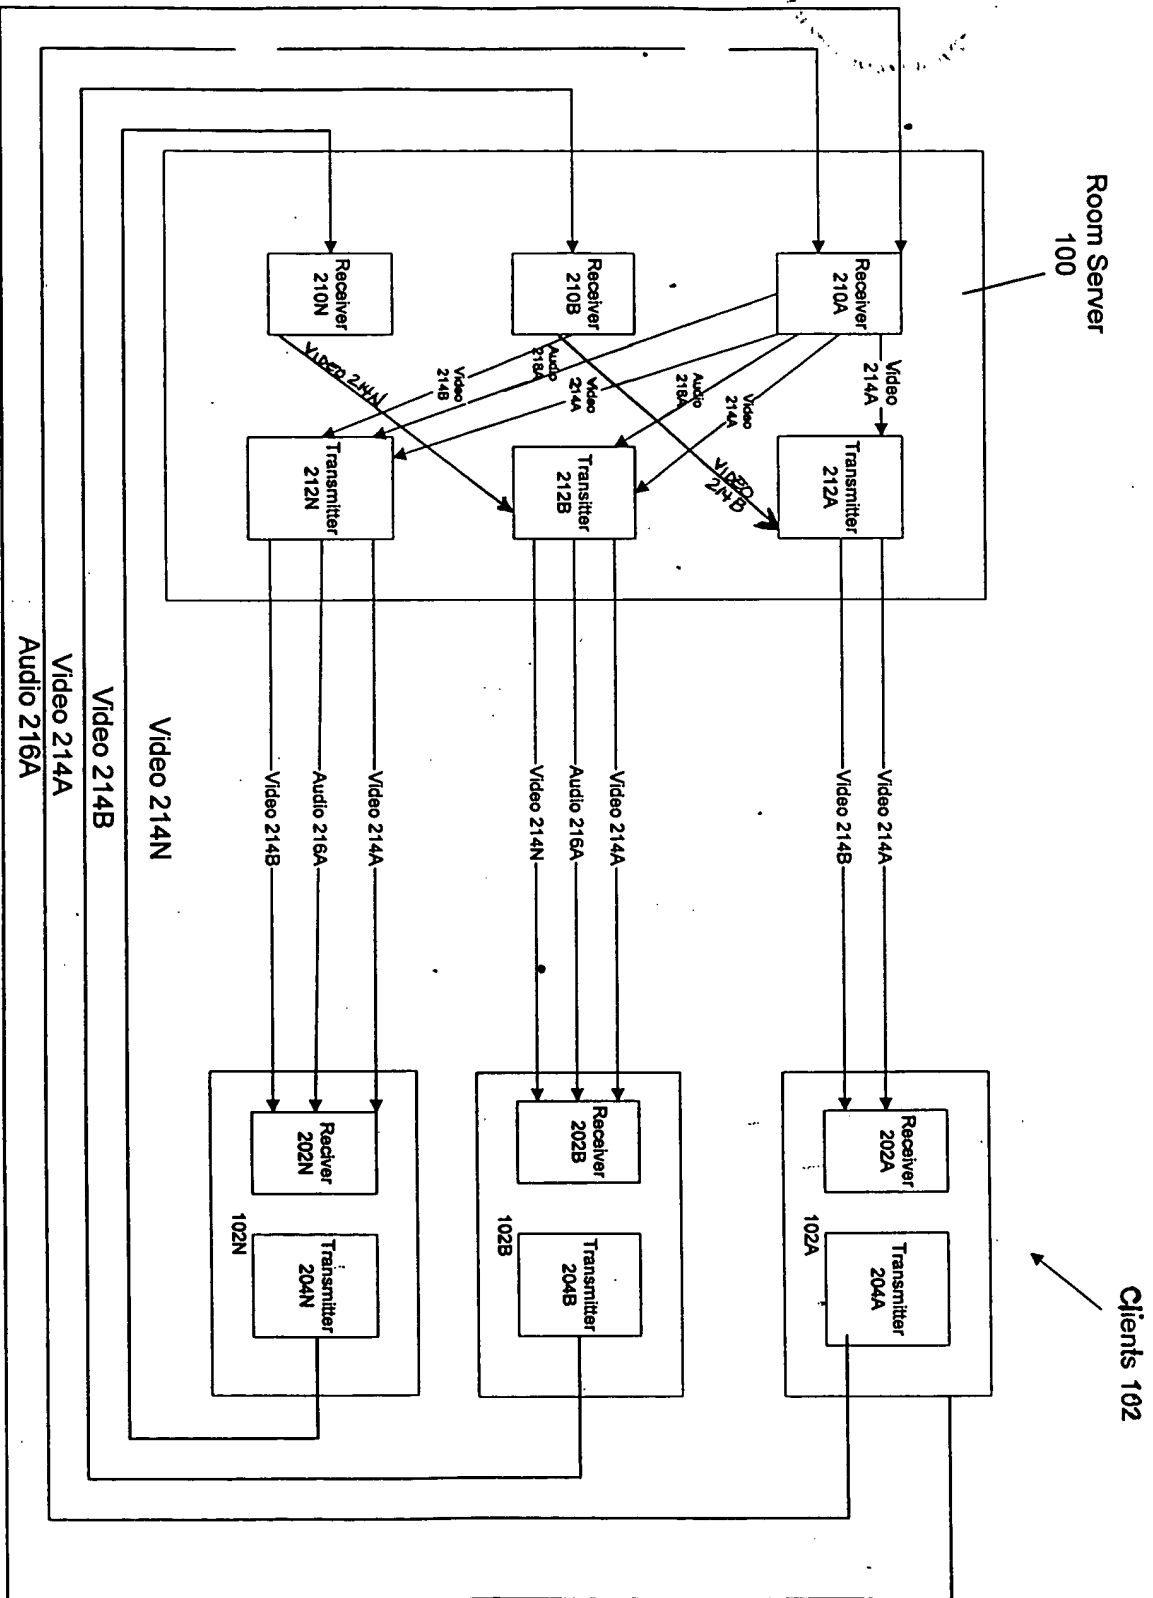 Room Server
100
Clients 102
Receiver
210A
Receiver
210B
Receiver
210N
Video
214A
Video
214A
Audio
218A
Video
214A
Audio
218A
Video
214B
VIDEO 214N
VIDEO
214B
Transmitter
212A
Transitter
212B
Transmitter
212N
Video 214A
Video 214B
Video 214A
Audio 216A
Video 214N
Video 214A
Audio 216A
Video 214B
Receiver
202A
Transmitter
204A
102A
Receiver
202B
Transmitter
204B
102B
Reciver
202N
Transmitter
204N
102N
Video 214N
Video 214B
Video 214A
Audio 216A